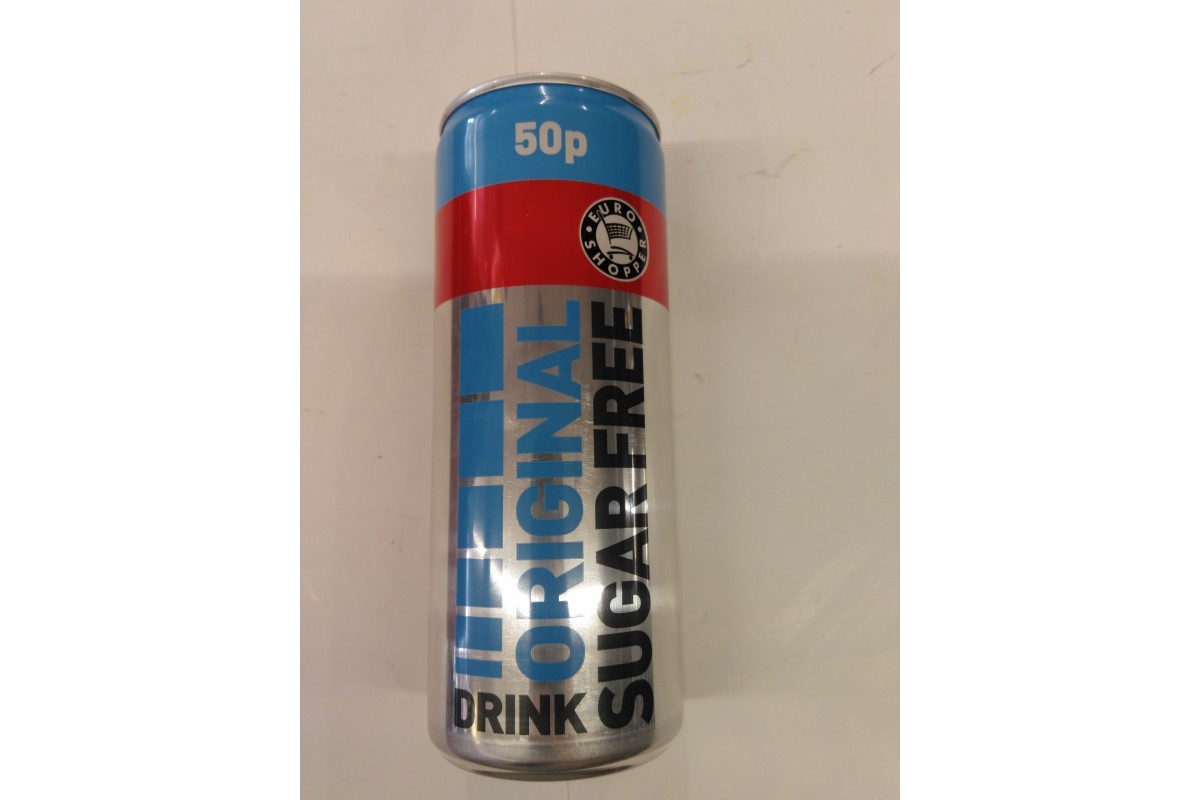 50p
EURO SHOPPER
ORIGINAL
SUGAR FREE
DRINK